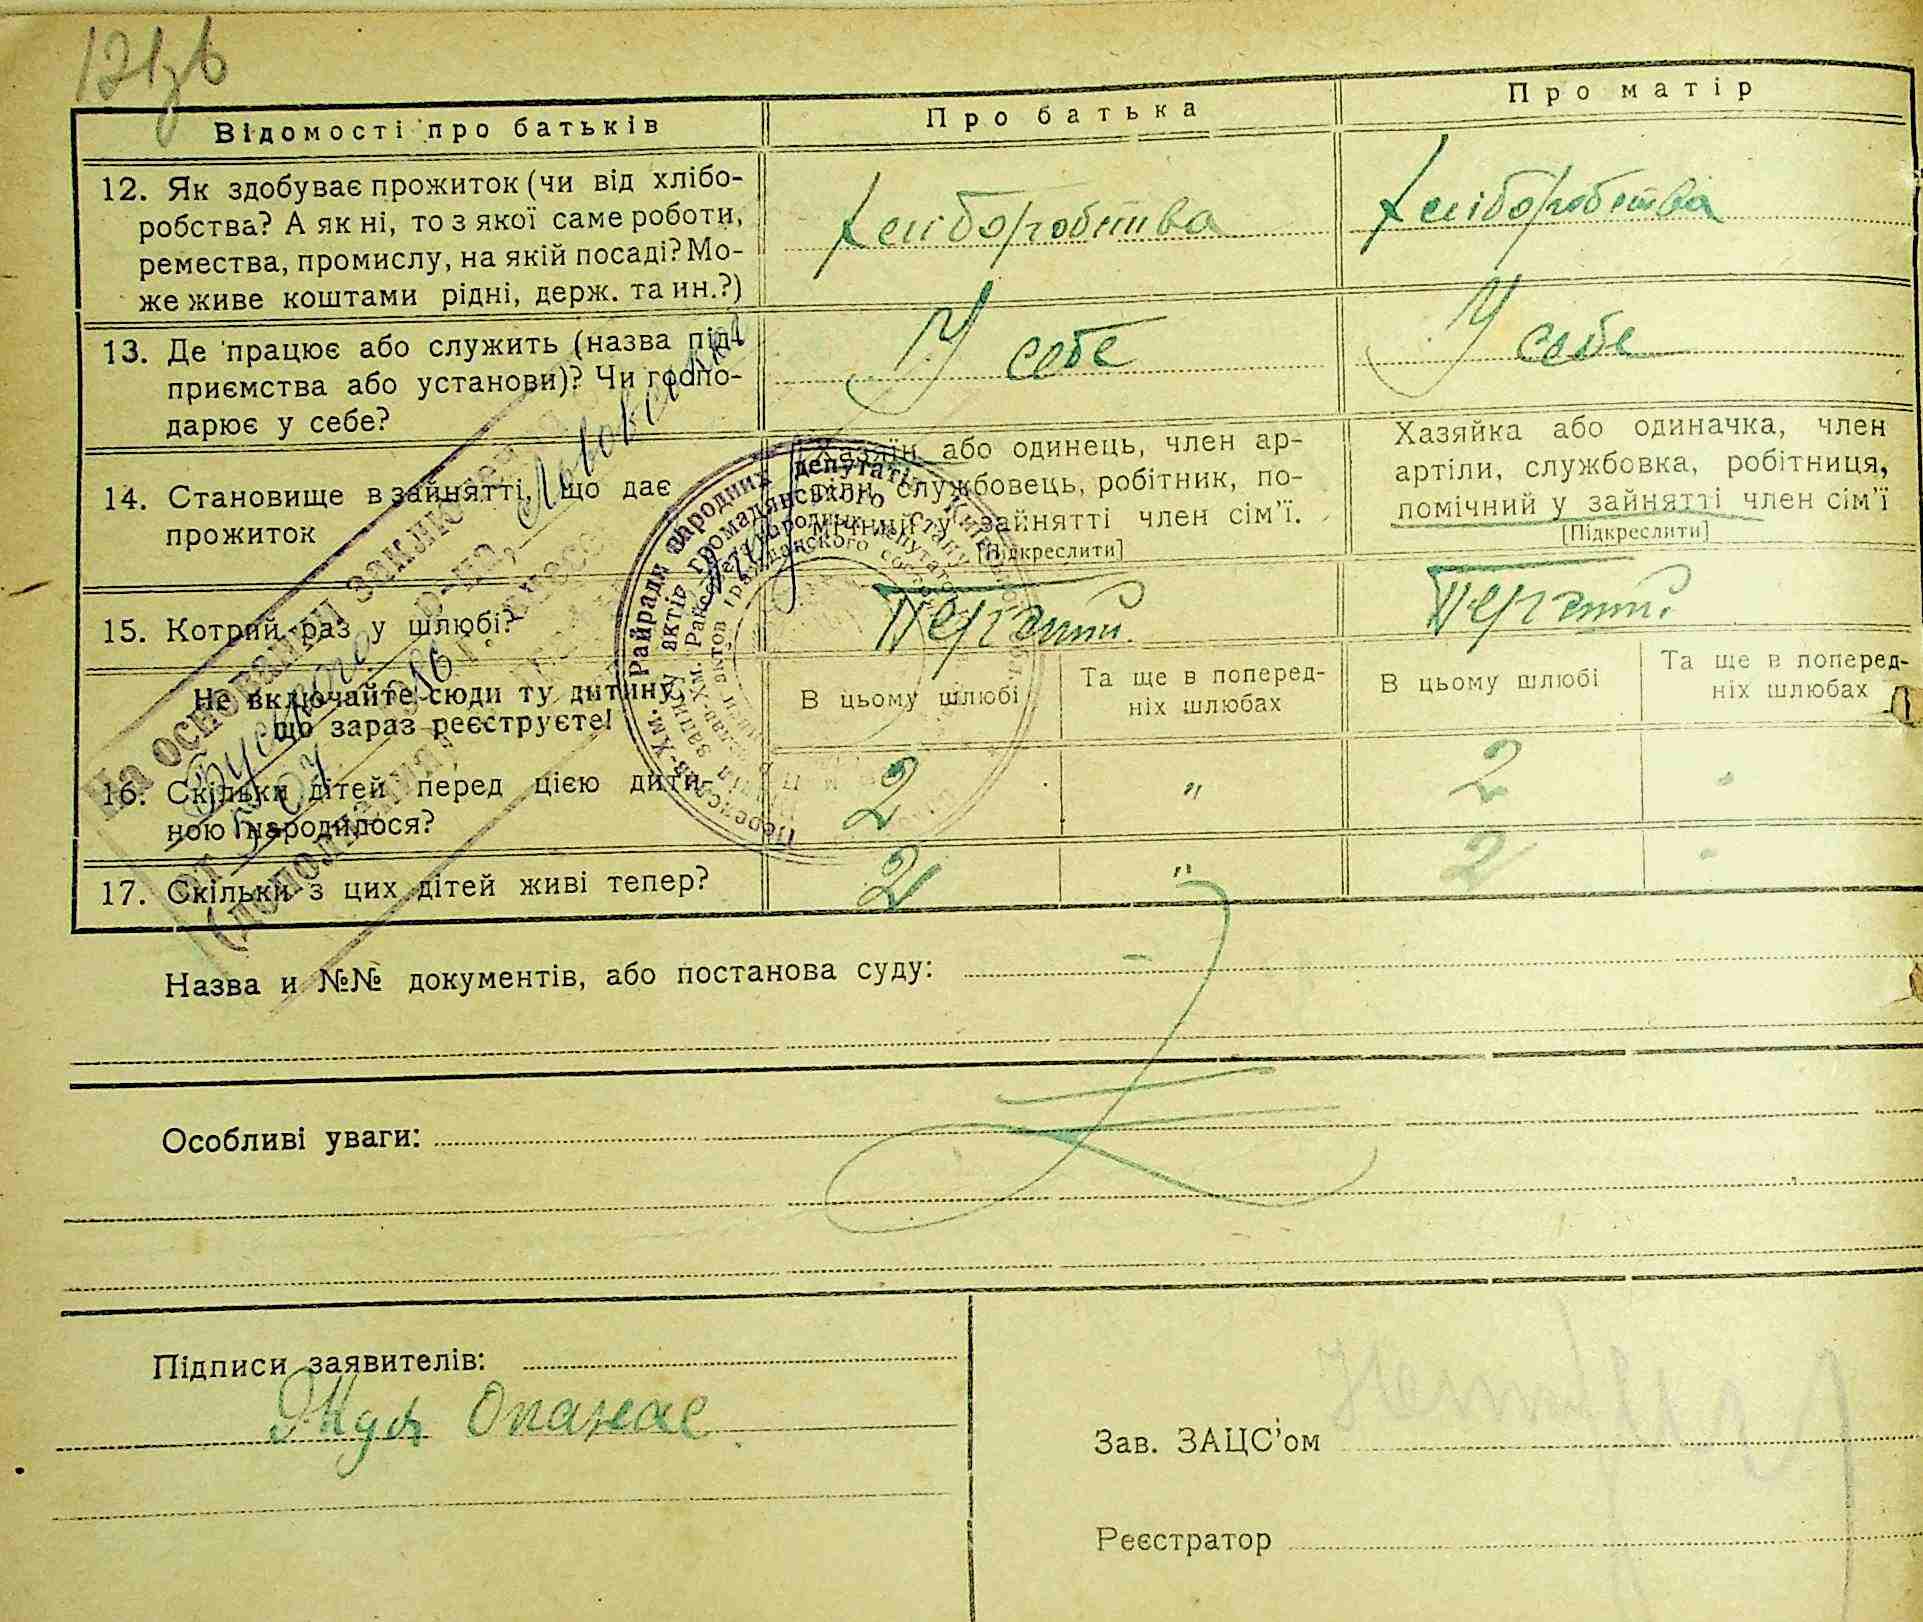 121зв
Відомості про батьків
Про батька
Про матір
12. Як здобуває прожиток (чи від хлібо-
робства? А як ні, то з якої саме роботи,
ремества, промислу, на якій посаді? Мо-
же живе коштами рідні, держ. та ин.?)
хліборобства
хліборобства
13. Де працює або служить (назва під-
приємства або установи)? Чи госпо-
дарює у себе?
У себе
У себе
14. Становище в зайнятті, що дає
прожиток
Хазяїн або одинець, член ар-
тіли, службовець, робітник, по-
мічний у зайнятті член сім'ї.
[Підкреслити]
Хазяйка або одиначка, член
артіли, службовка, робітниця,
помічний у зайнятті член сім'ї
[Підкреслити]
15. Котрий раз у шлюбі?
Перший
Перший
Не включайте сюди ту дитину,
що зараз реєструєте!
В цьому шлюбі
Та ще в поперед-
ніх шлюбах
В цьому шлюбі
Та ще в поперед-
ніх шлюбах
16. Скільки дітей перед цією дити-
ною народилося?
2 " 2
17. Скільки з цих дітей живі тепер?
2 " 2
На основании заключения
р-на,
от 1986 г.
Назва и №№ документів, або постанова суду: –
Особливі уваги:
Підписи заявителів:
Опанас
Зав. ЗАЦС'ом
Реєстратор